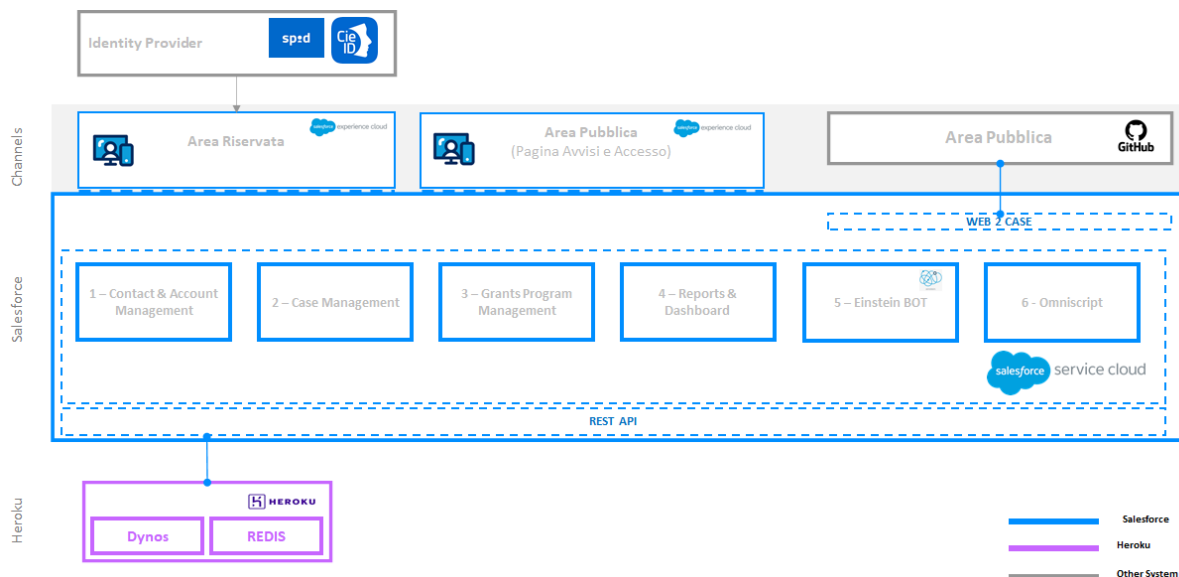 Identity Provider
sp:d
Cie
ID
Channels
Area Riservata
salesforce experience cloud
Area Pubblica
(Pagina Avvisi e Accesso)
salesforce experience cloud
Area Pubblica
GitHub
WEB 2 CASE
Salesforce
1 – Contact & Account
Management
2 – Case Management
3 – Grants Program
Management
4 – Reports &
Dashboard
5 – Einstein BOT
6 - Omniscript
salesforce service cloud
REST API
Heroku
HEROKU
Dynos
REDIS
Salesforce
Heroku
Other System